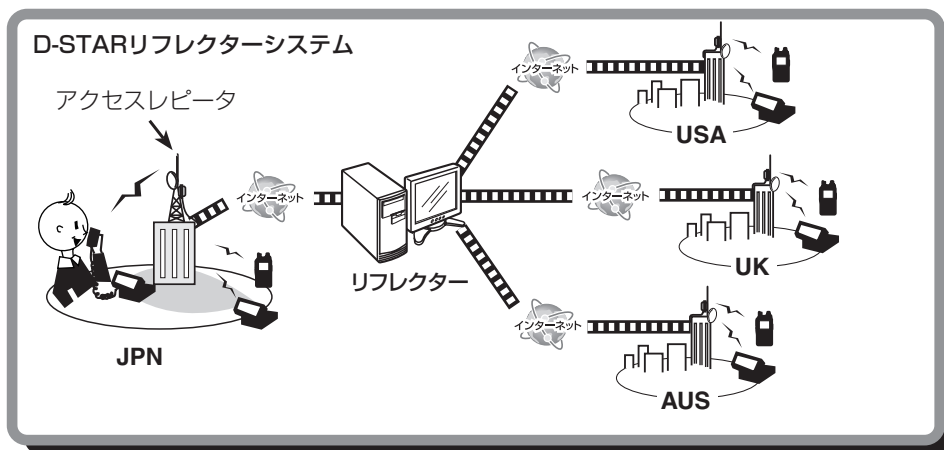 D-STARリフレクターシステム
アクセスレピータ
インターネット
リフレクター
JPN
インターネット
USA
インターネット
UK
インターネット
AUS